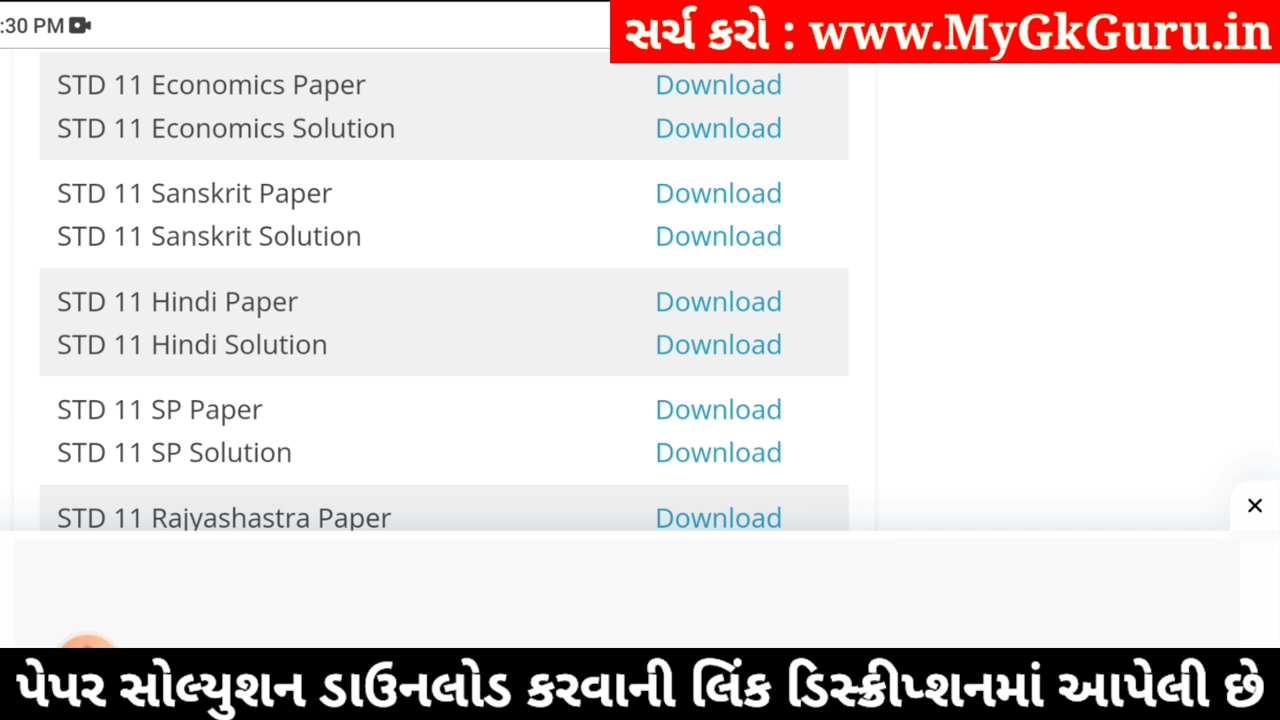 :30 PM
સર્ચ કરો : www.MyGkGuru.in
STD 11 Economics Paper Download
STD 11 Economics Solution Download
STD 11 Sanskrit Paper Download
STD 11 Sanskrit Solution Download
STD 11 Hindi Paper Download
STD 11 Hindi Solution Download
STD 11 SP Paper Download
STD 11 SP Solution Download
STD 11 Rajyashastra Paper Download
પેપર સોલ્યુશન ડાઉનલોડ કરવાની લિંક ડિસ્ક્રીપ્શનમાં આપેલી છે